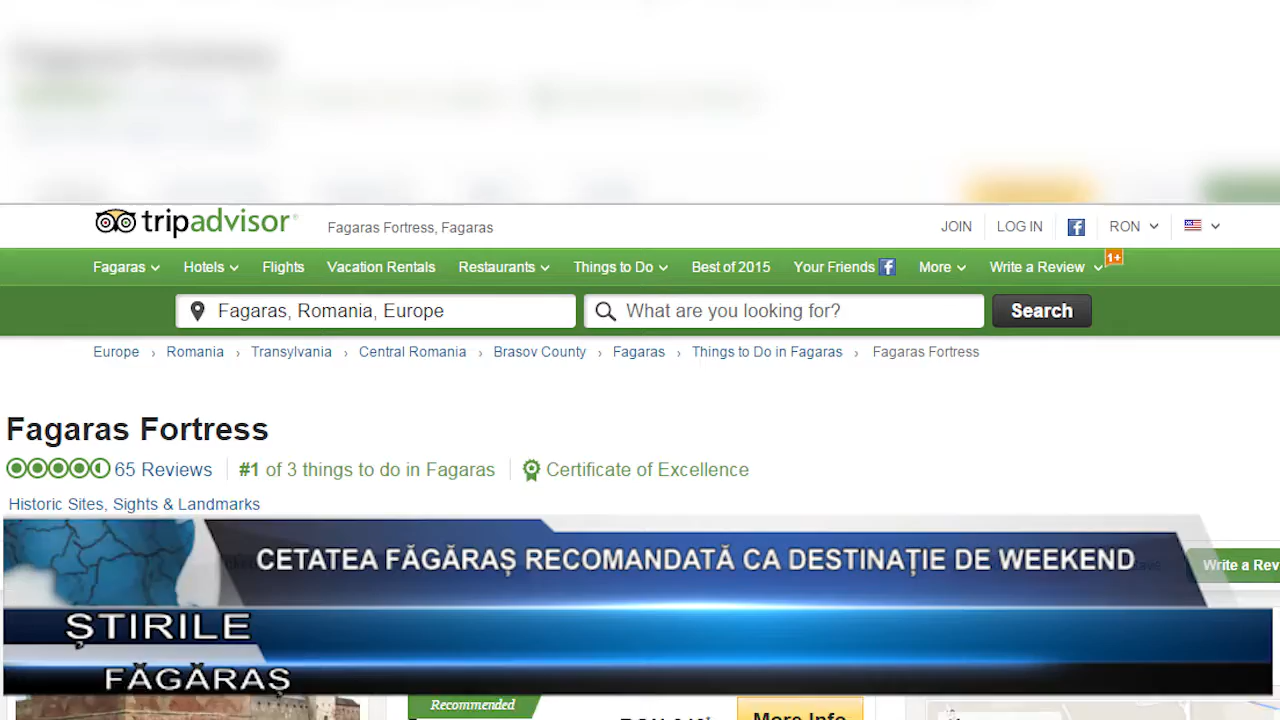 tripadvisor®
Fagaras Fortress, Fagaras
JOIN
LOG IN
RON
Fagaras
Hotels
Flights
Vacation Rentals
Restaurants
Things to Do
Best of 2015
Your Friends
More
Write a Review
1+
Fagaras, Romania, Europe
What are you looking for?
Search
Europe › Romania › Transylvania › Central Romania › Brasov County › Fagaras › Things to Do in Fagaras › Fagaras Fortress
Fagaras Fortress
65 Reviews
#1 of 3 things to do in Fagaras
Certificate of Excellence
Historic Sites, Sights & Landmarks
CETATEA FĂGĂRAȘ RECOMANDATĂ CA DESTINAȚIE DE WEEKEND
Write a Rev
ȘTIRILE
FĂGĂRAȘ
Recommended
More Info